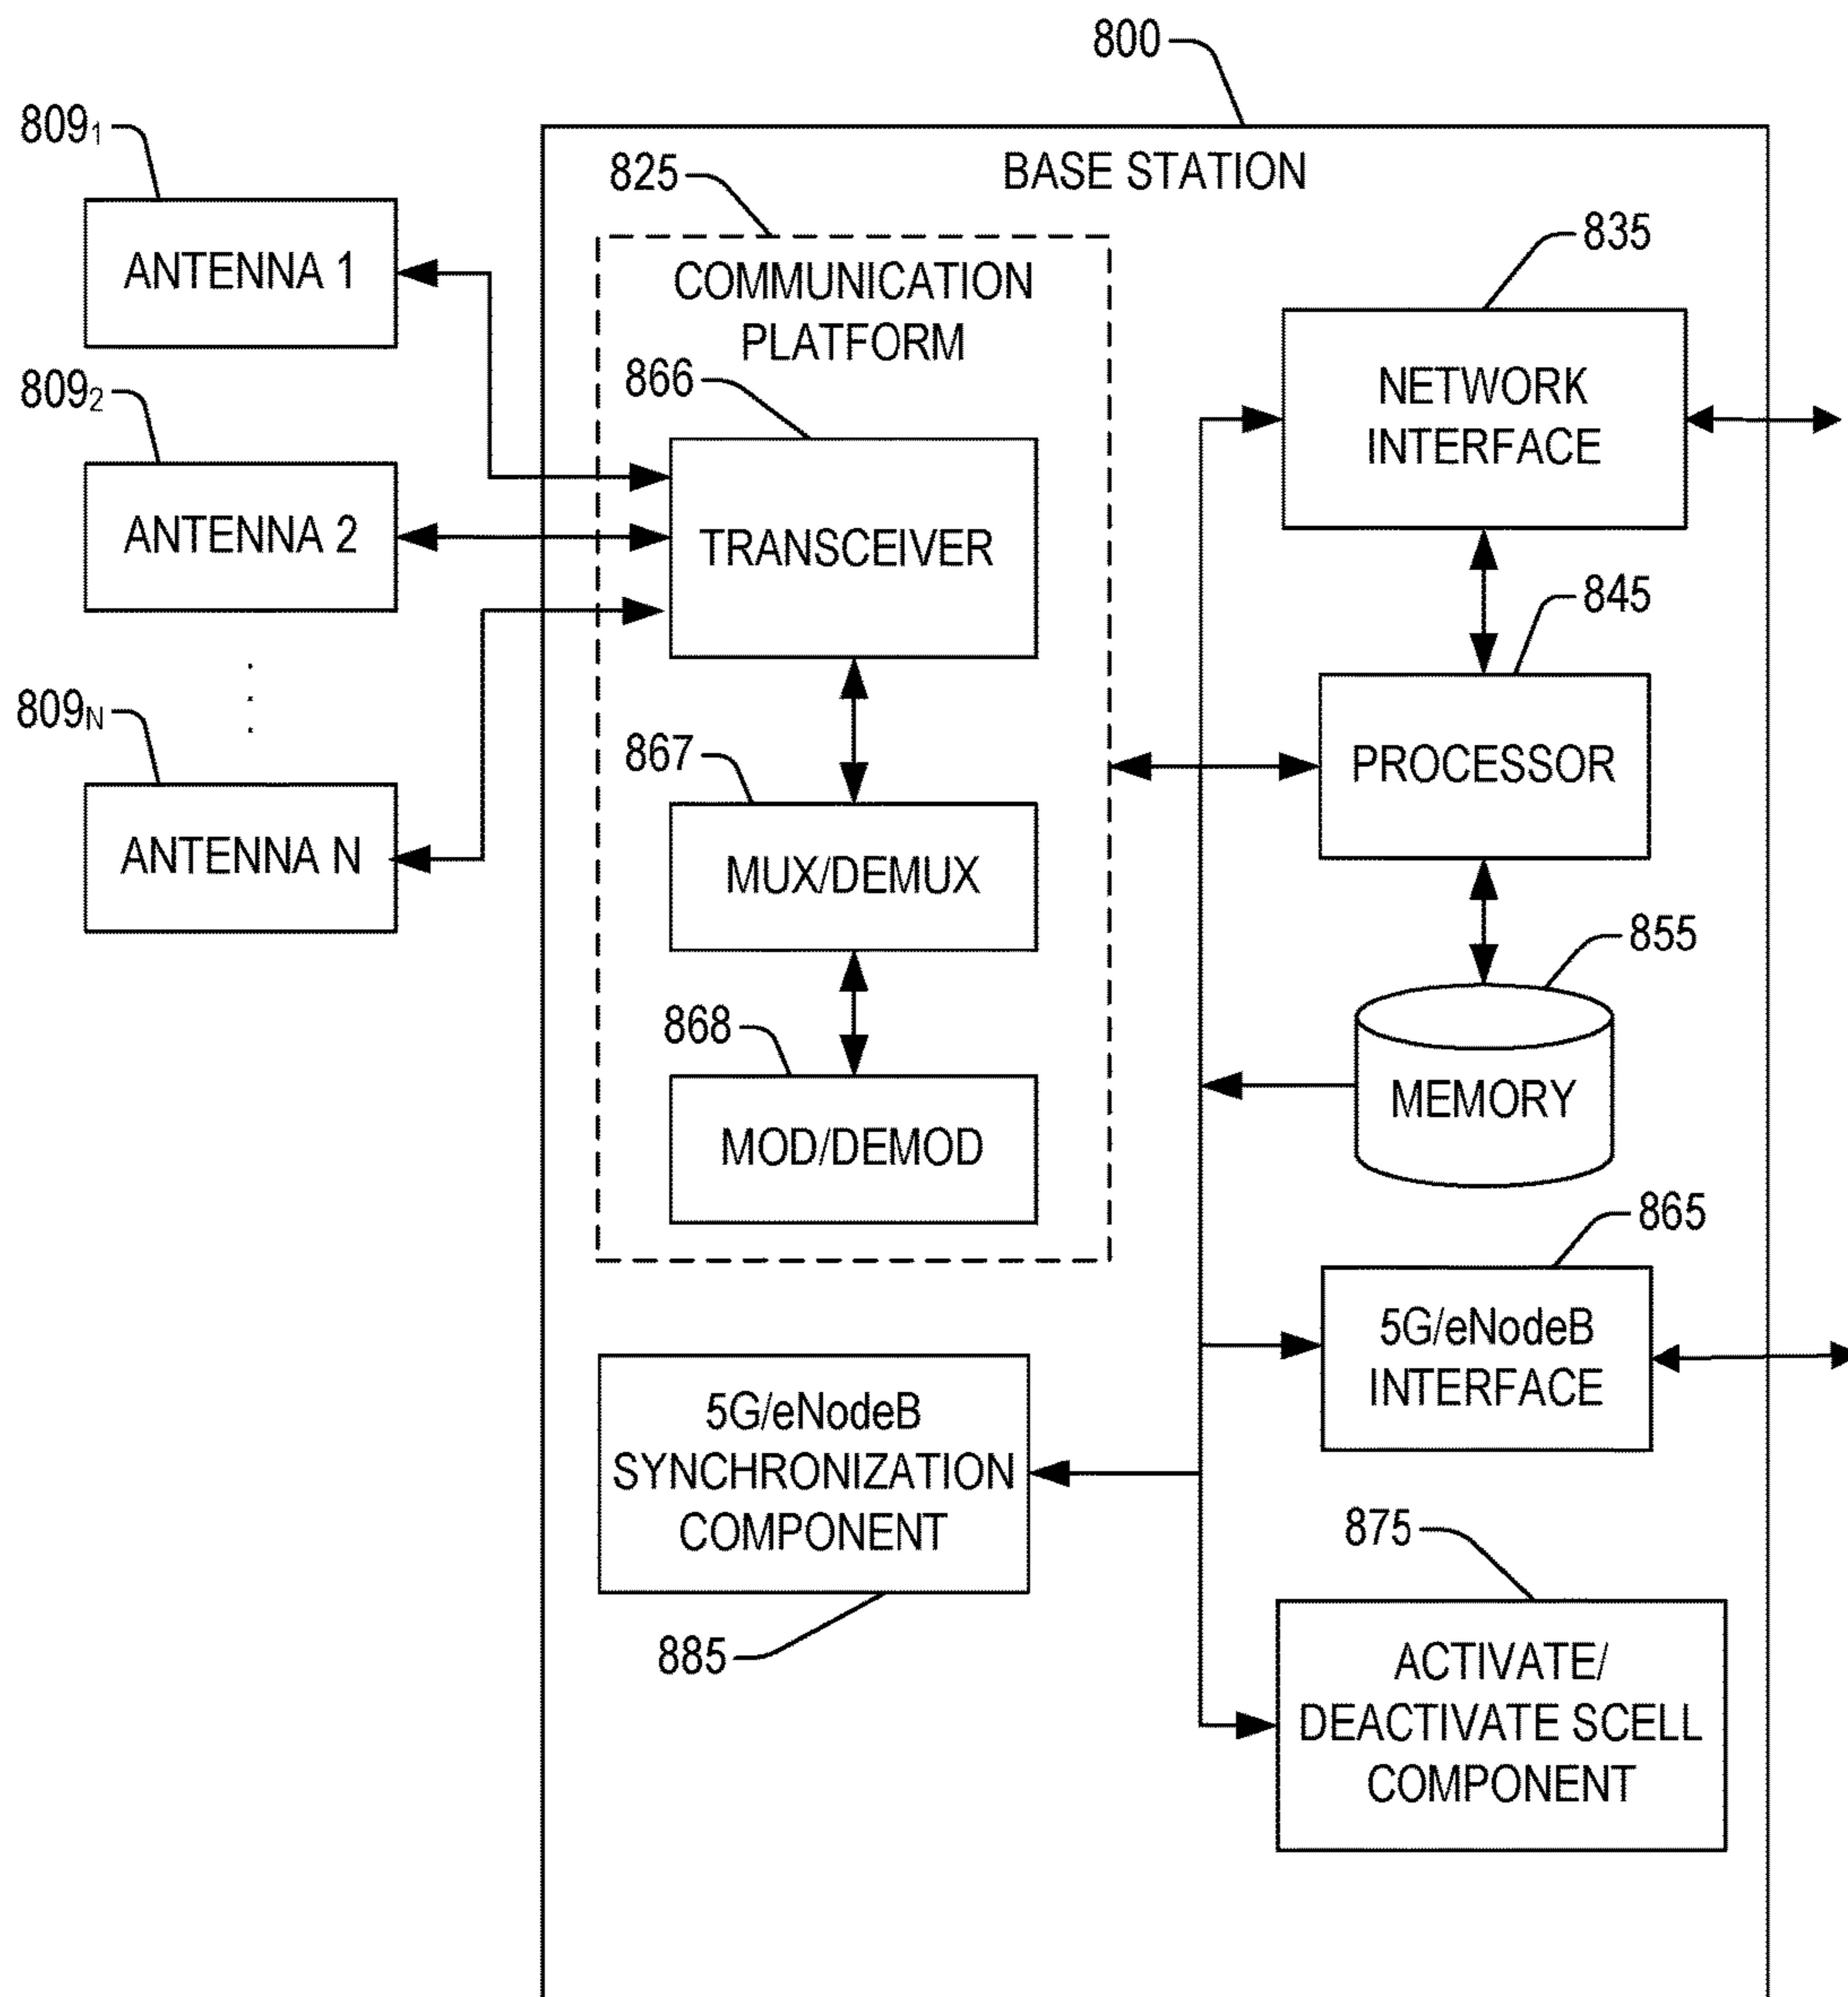 800
BASE STATION
809₁
ANTENNA 1
809₂
ANTENNA 2
809N
ANTENNA N
825
COMMUNICATION
PLATFORM
866
TRANSCEIVER
867
MUX/DEMUX
868
MOD/DEMOD
835
NETWORK
INTERFACE
845
PROCESSOR
855
MEMORY
865
5G/eNodeB
INTERFACE
5G/eNodeB
SYNCHRONIZATION
COMPONENT
885
875
ACTIVATE/
DEACTIVATE SCELL
COMPONENT